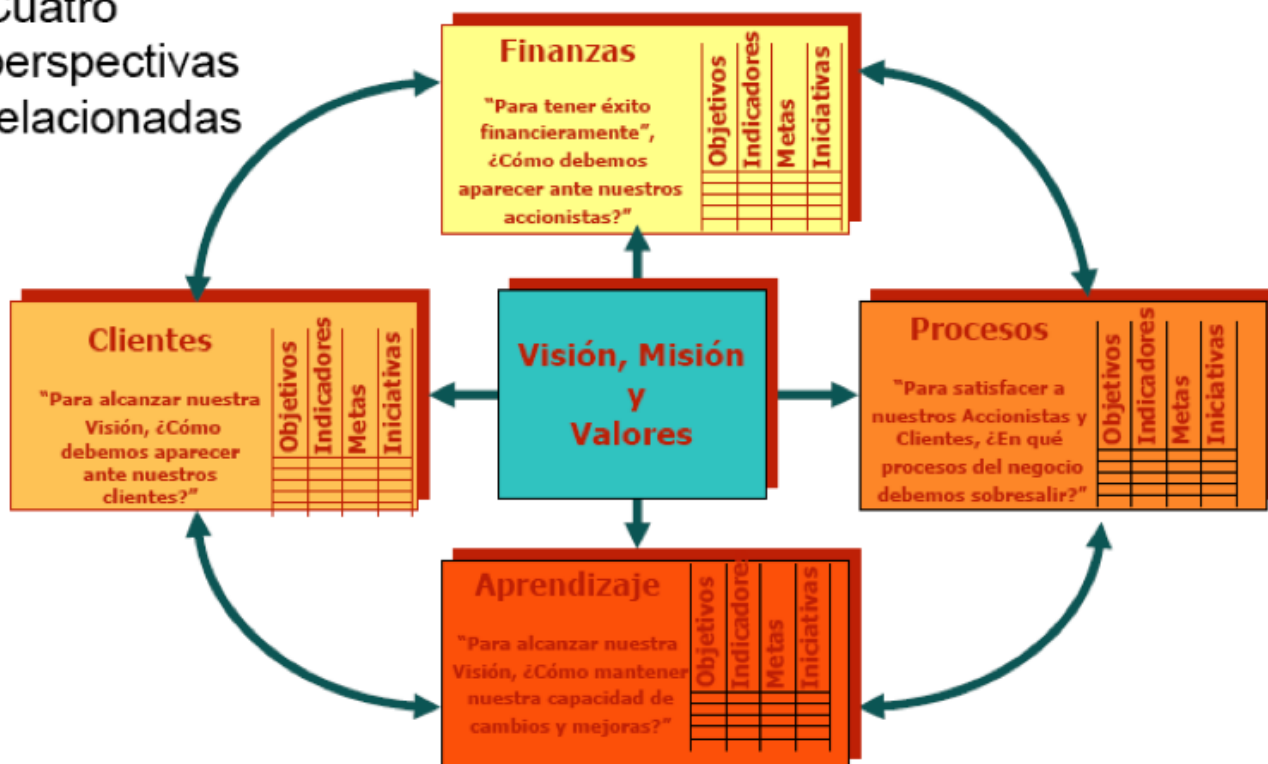 Cuatro
perspectivas
relacionadas
Finanzas
“Para tener éxito
financieramente”,
¿Cómo debemos
aparecer ante nuestros
accionistas?”
Objetivos
Indicadores
Metas
Iniciativas
Clientes
“Para alcanzar nuestra
Visión, ¿Cómo
debemos aparecer
ante nuestros
clientes?”
Objetivos
Indicadores
Metas
Iniciativas
Visión, Misión
y
Valores
Procesos
“Para satisfacer a
nuestros Accionistas y
Clientes, ¿En qué
procesos del negocio
debemos sobresalir?”
Objetivos
Indicadores
Metas
Iniciativas
Aprendizaje
“Para alcanzar nuestra
Visión, ¿Cómo mantener
nuestra capacidad de
cambios y mejoras?”
Objetivos
Indicadore
Metas
Iniciativas